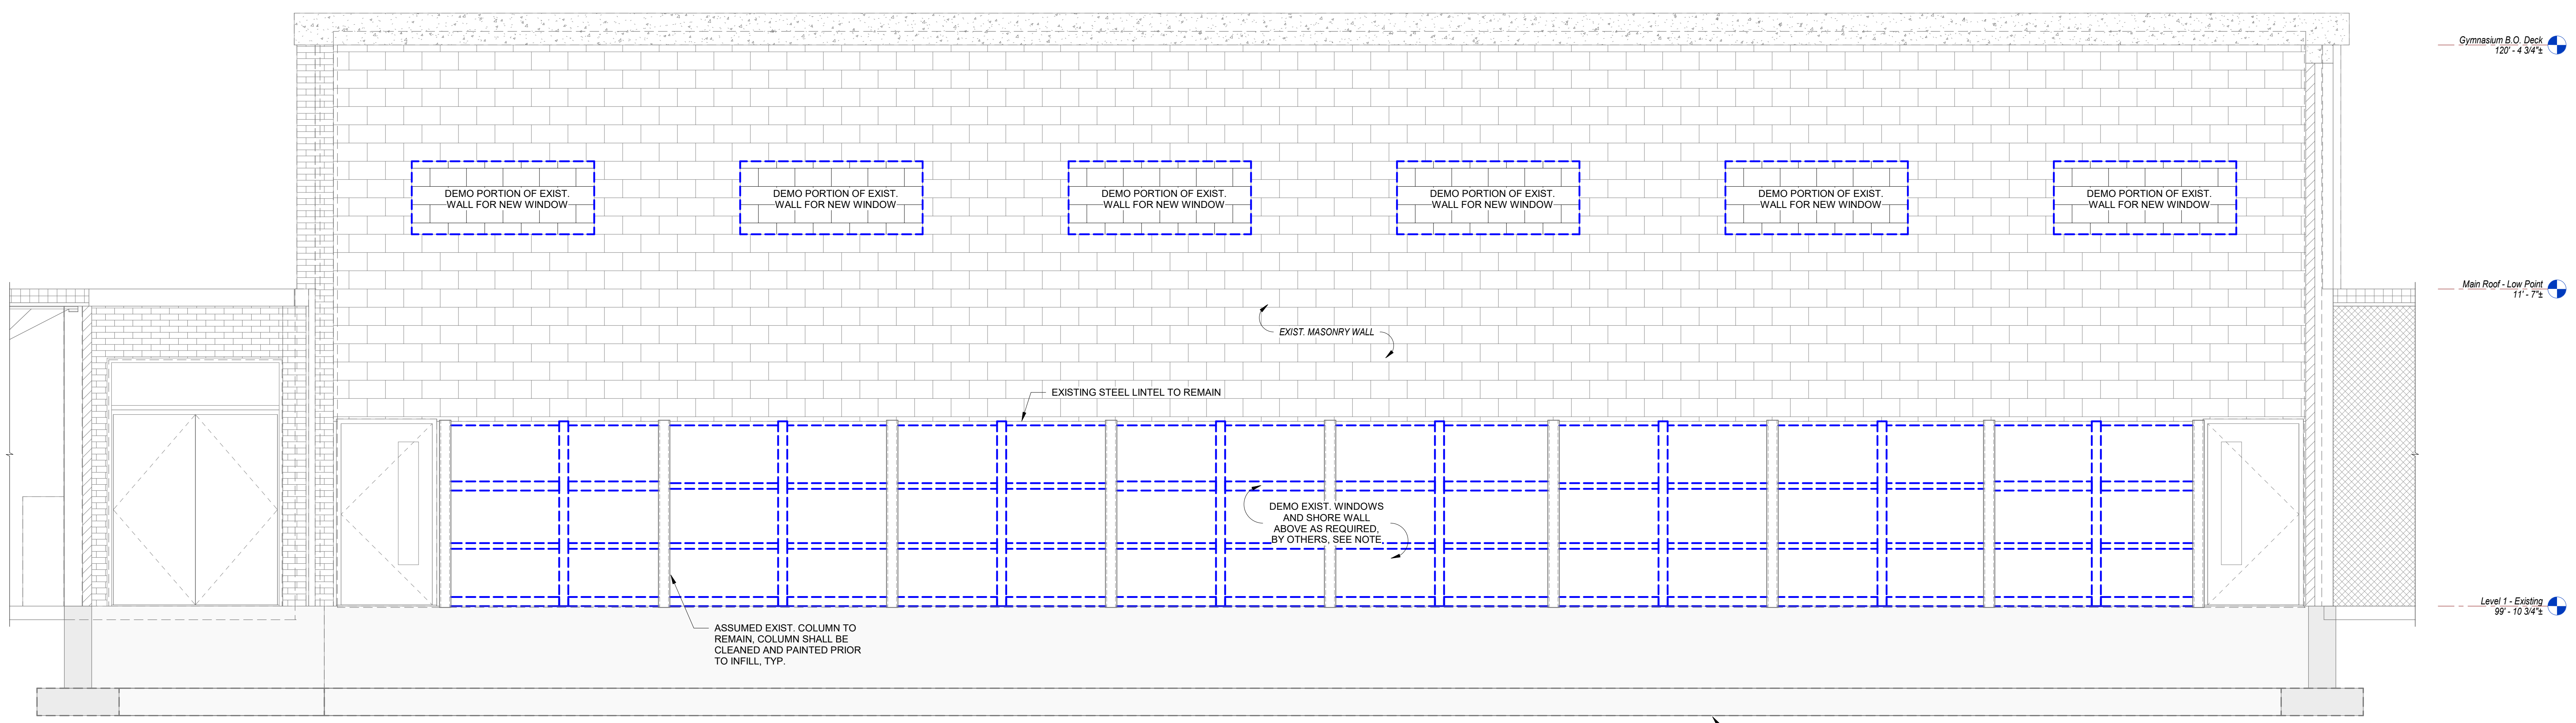 Gymnasium B.O. Deck
120' - 4 3/4"±
DEMO PORTION OF EXIST.
WALL FOR NEW WINDOW
DEMO PORTION OF EXIST.
WALL FOR NEW WINDOW
DEMO PORTION OF EXIST.
WALL FOR NEW WINDOW
DEMO PORTION OF EXIST.
WALL FOR NEW WINDOW
DEMO PORTION OF EXIST.
WALL FOR NEW WINDOW
DEMO PORTION OF EXIST.
WALL FOR NEW WINDOW
Main Roof - Low Point
11' - 7"±
EXIST. MASONRY WALL
EXISTING STEEL LINTEL TO REMAIN
DEMO EXIST. WINDOWS
AND SHORE WALL
ABOVE AS REQUIRED,
BY OTHERS, SEE NOTE.
Level 1 - Existing
99' - 10 3/4"±
ASSUMED EXIST. COLUMN TO
REMAIN, COLUMN SHALL BE
CLEANED AND PAINTED PRIOR
TO INFILL, TYP.